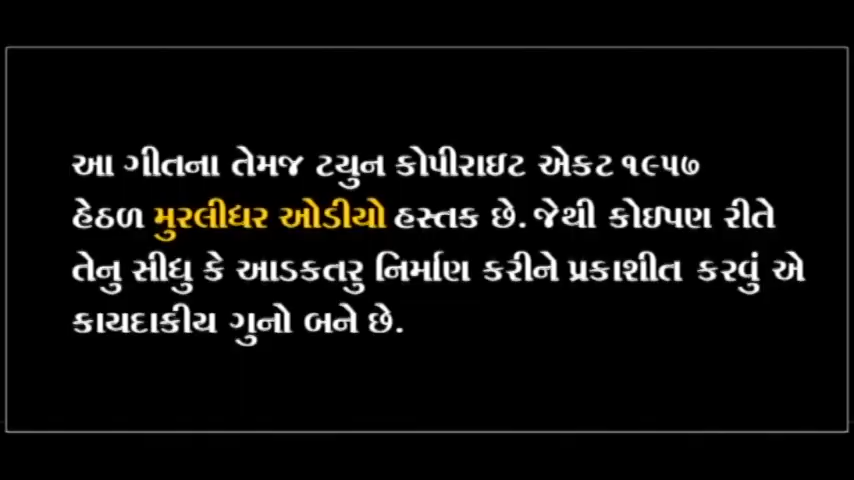 આ ગીતના તેમજ ટયુન કોપીરાઇટ એકટ ૧૯૫૭
હેઠળ મુરલીધર ઓડીયો હસ્તક છે. જેથી કોઇપણ રીતે
તેનુ સીધુ કે આડકતરુ નિર્માણ કરીને પ્રકાશીત કરવું એ
કાયદાકીય ગુનો બને છે.